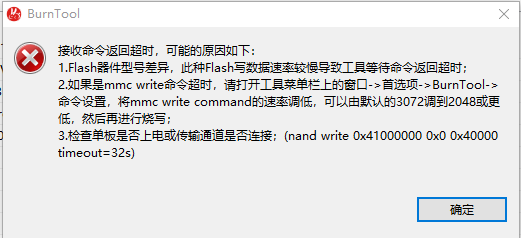 BurnTool
接收命令返回超时，可能的原因如下：
1.Flash器件型号差异，此种Flash写数据速率较慢导致工具等待命令返回超时；
2.如果是mmc write命令超时，请打开工具菜单栏上的窗口->首选项->BurnTool->
命令设置，将mmc write command的速率调低，可以由默认的3072调到2048或更
低，然后再进行烧写；
3.检查单板是否上电或传输通道是否连接；(nand write 0x41000000 0x0 0x40000
timeout=32s)
确定